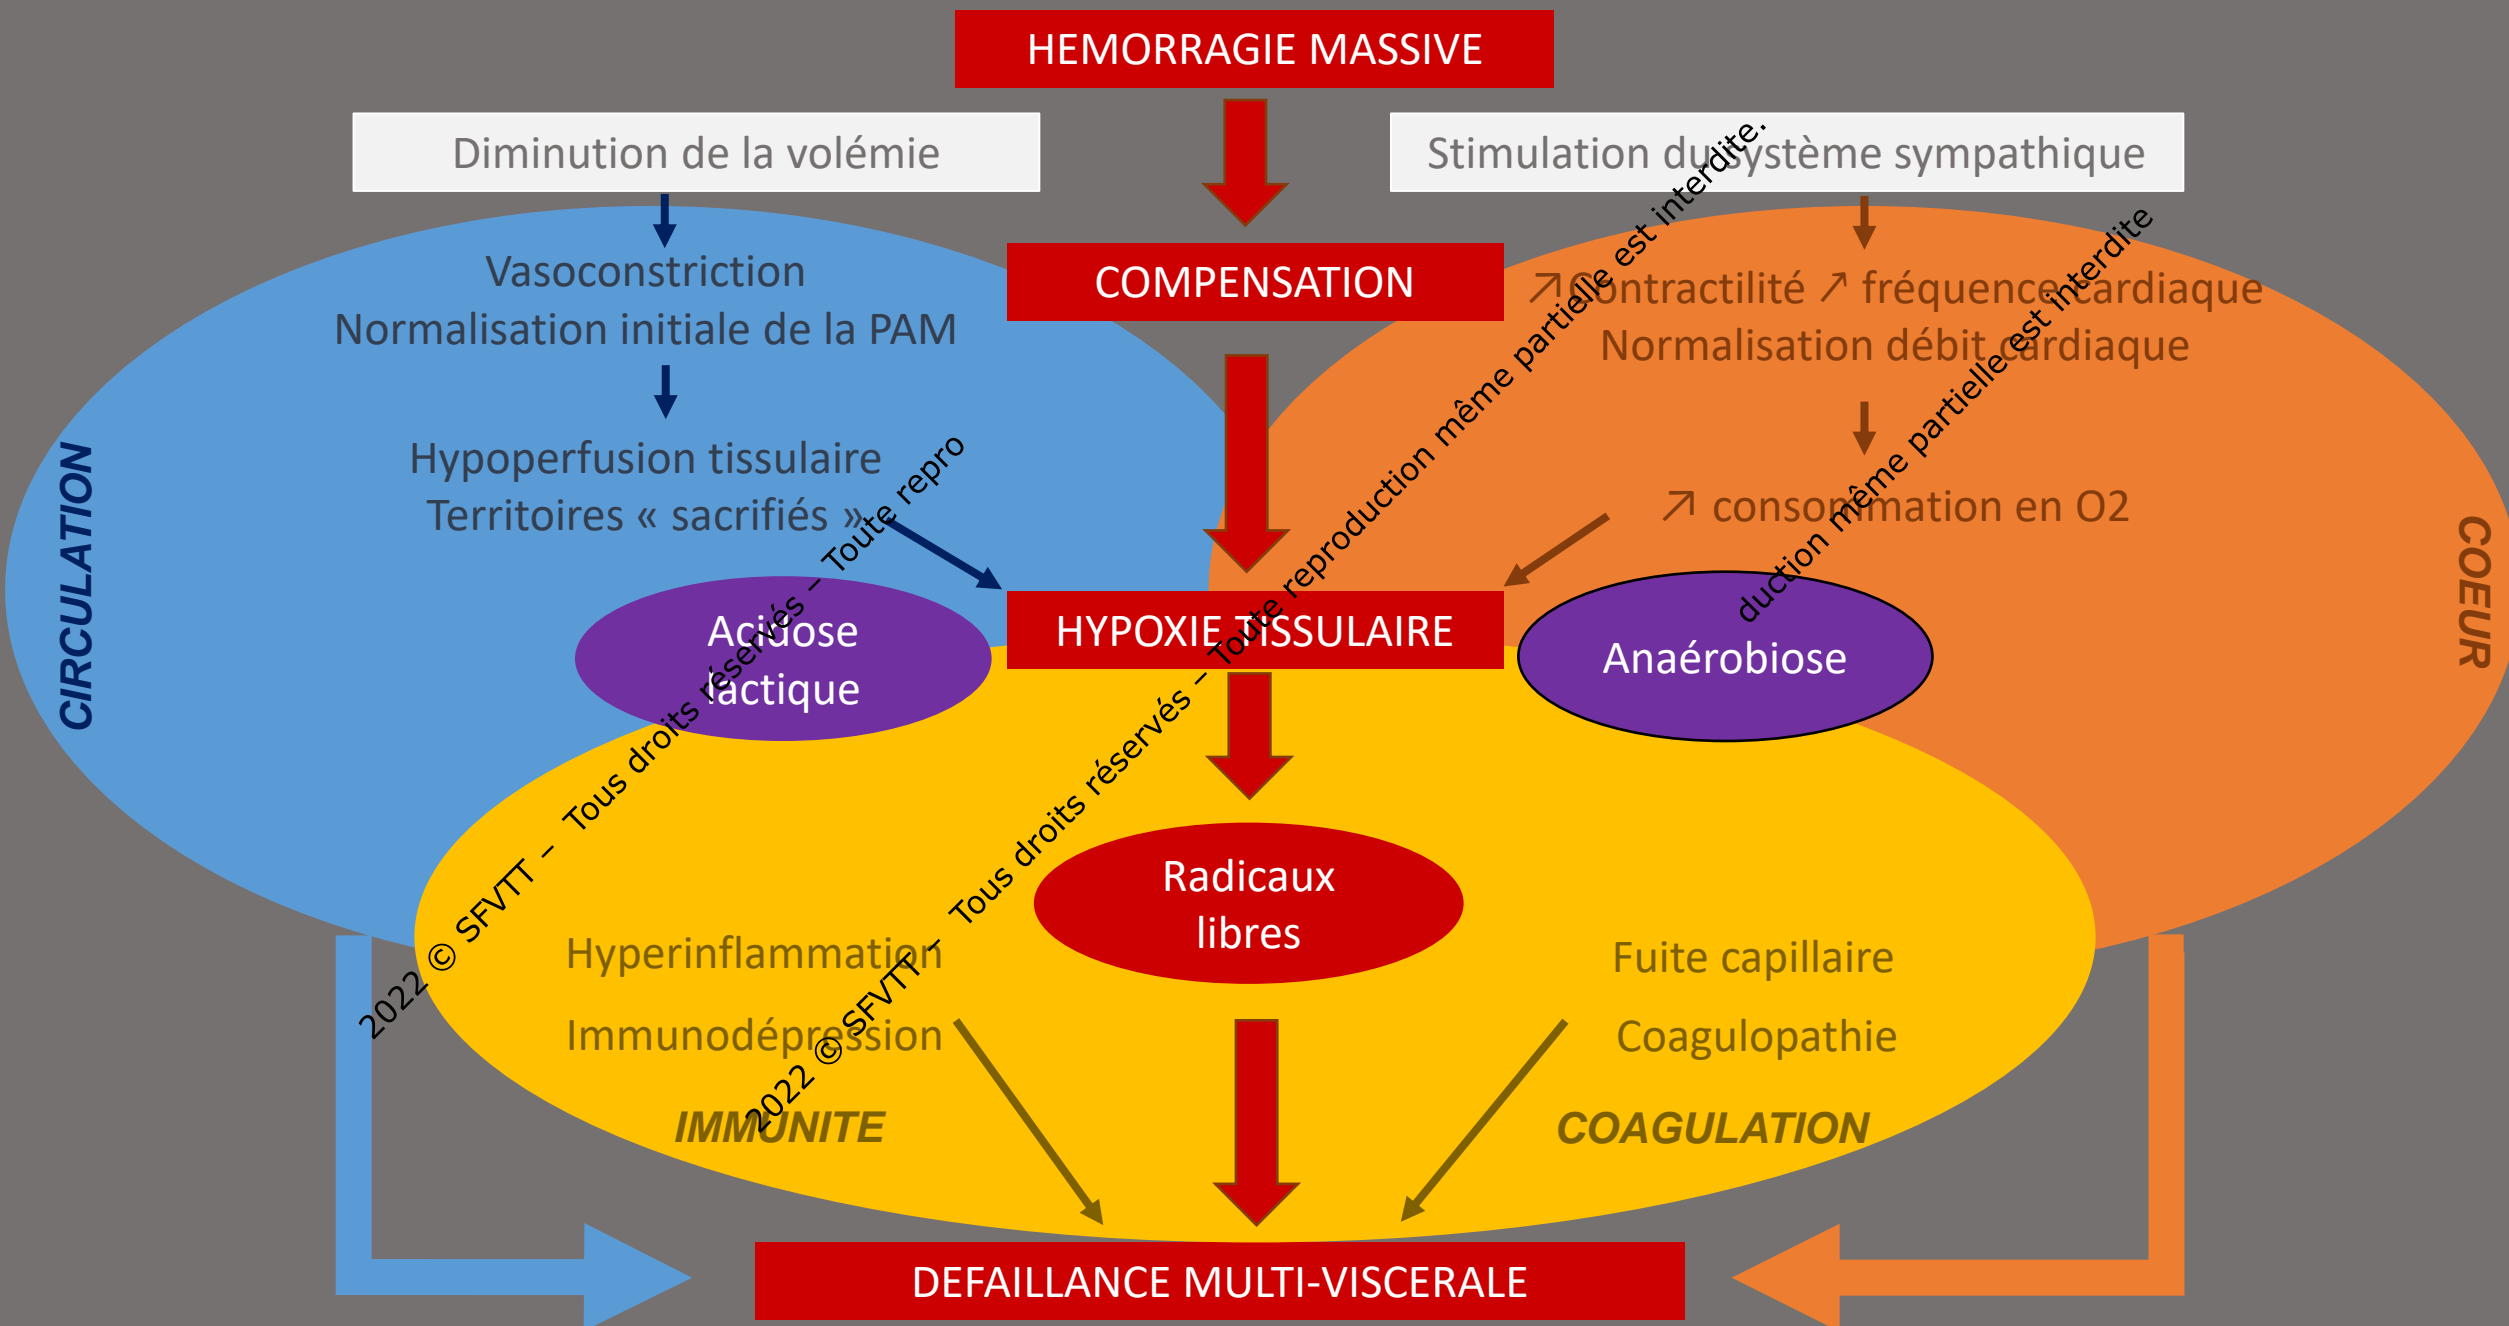 HEMORRAGIE MASSIVE
Diminution de la volémie
Stimulation du système sympathique
Vasoconstriction
Normalisation initiale de la PAM
COMPENSATION
↗Contractilité ↗ fréquence cardiaque
Normalisation débit cardiaque
Hypoperfusion tissulaire
Territoires « sacrifiés »
↗ consommation en O2
CIRCULATION
COEUR
Acidose
lactique
HYPOXIE TISSULAIRE
Anaérobiose
Radicaux
libres
Hyperinflammation
Immunodépression
Fuite capillaire
Coagulopathie
IMMUNITE
COAGULATION
DEFAILLANCE MULTI-VISCERALE
2022 © SFVTT – Tous droits réservés – Toute repro
duction même partielle est interdite
2022 © SFVTT – Tous droits réservés – Toute reproduction même partielle est interdite.